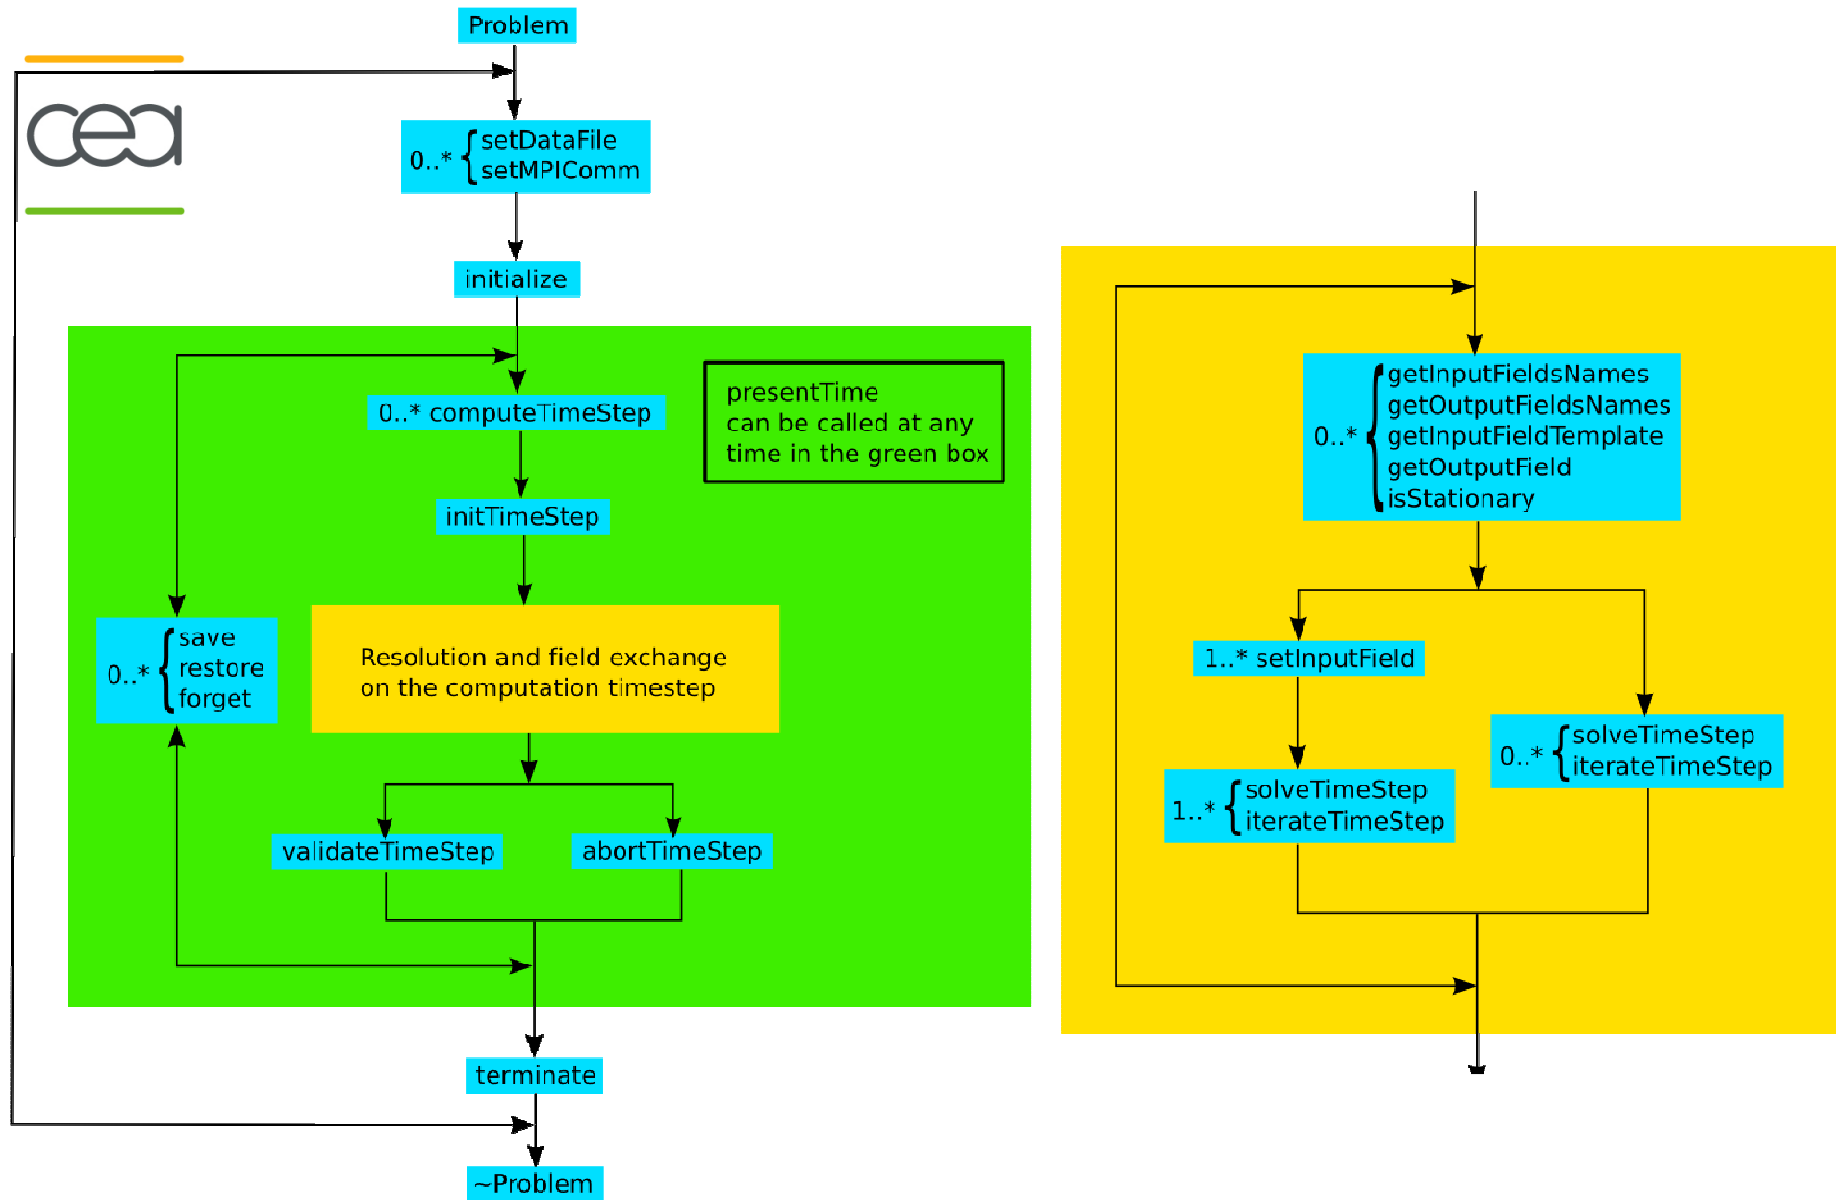 Problem
cea
0..* { setDataFile
setMPIComm
initialize
presentTime
can be called at any
time in the green box
0..* computeTimeStep
initTimeStep
0..* { save
restore
forget
Resolution and field exchange
on the computation timestep
validateTimeStep
abortTimeStep
terminate
~Problem
0..* { getInputFieldsNames
getOutputFieldsNames
getInputFieldTemplate
getOutputField
isStationary
1..* setInputField
1..* { solveTimeStep
iterateTimeStep
0..* { solveTimeStep
iterateTimeStep